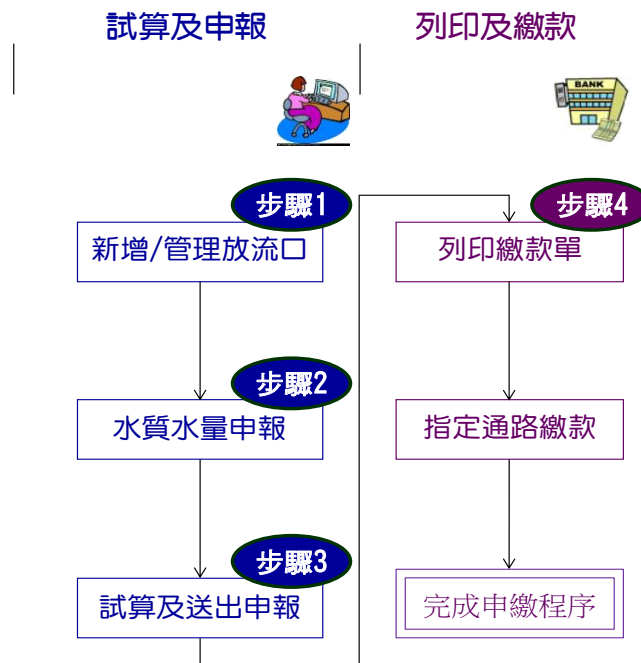 試算及申報
列印及繳款
BANK
步驟1
新增/管理放流口
步驟2
水質水量申報
步驟3
試算及送出申報
步驟4
列印繳款單
指定通路繳款
完成申繳程序